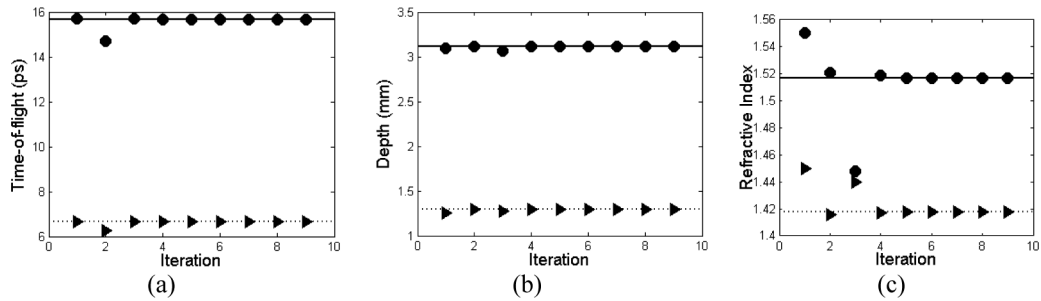 16
14
12
10
8
6
0 2 4 6 8 10
Time-of-flight (ps)
Iteration
(a)
3.5
3
2.5
2
1.5
1
0 2 4 6 8 10
Depth (mm)
Iteration
(b)
1.56
1.54
1.52
1.5
1.48
1.46
1.44
1.42
1.4
0 2 4 6 8 10
Refractive Index
Iteration
(c)